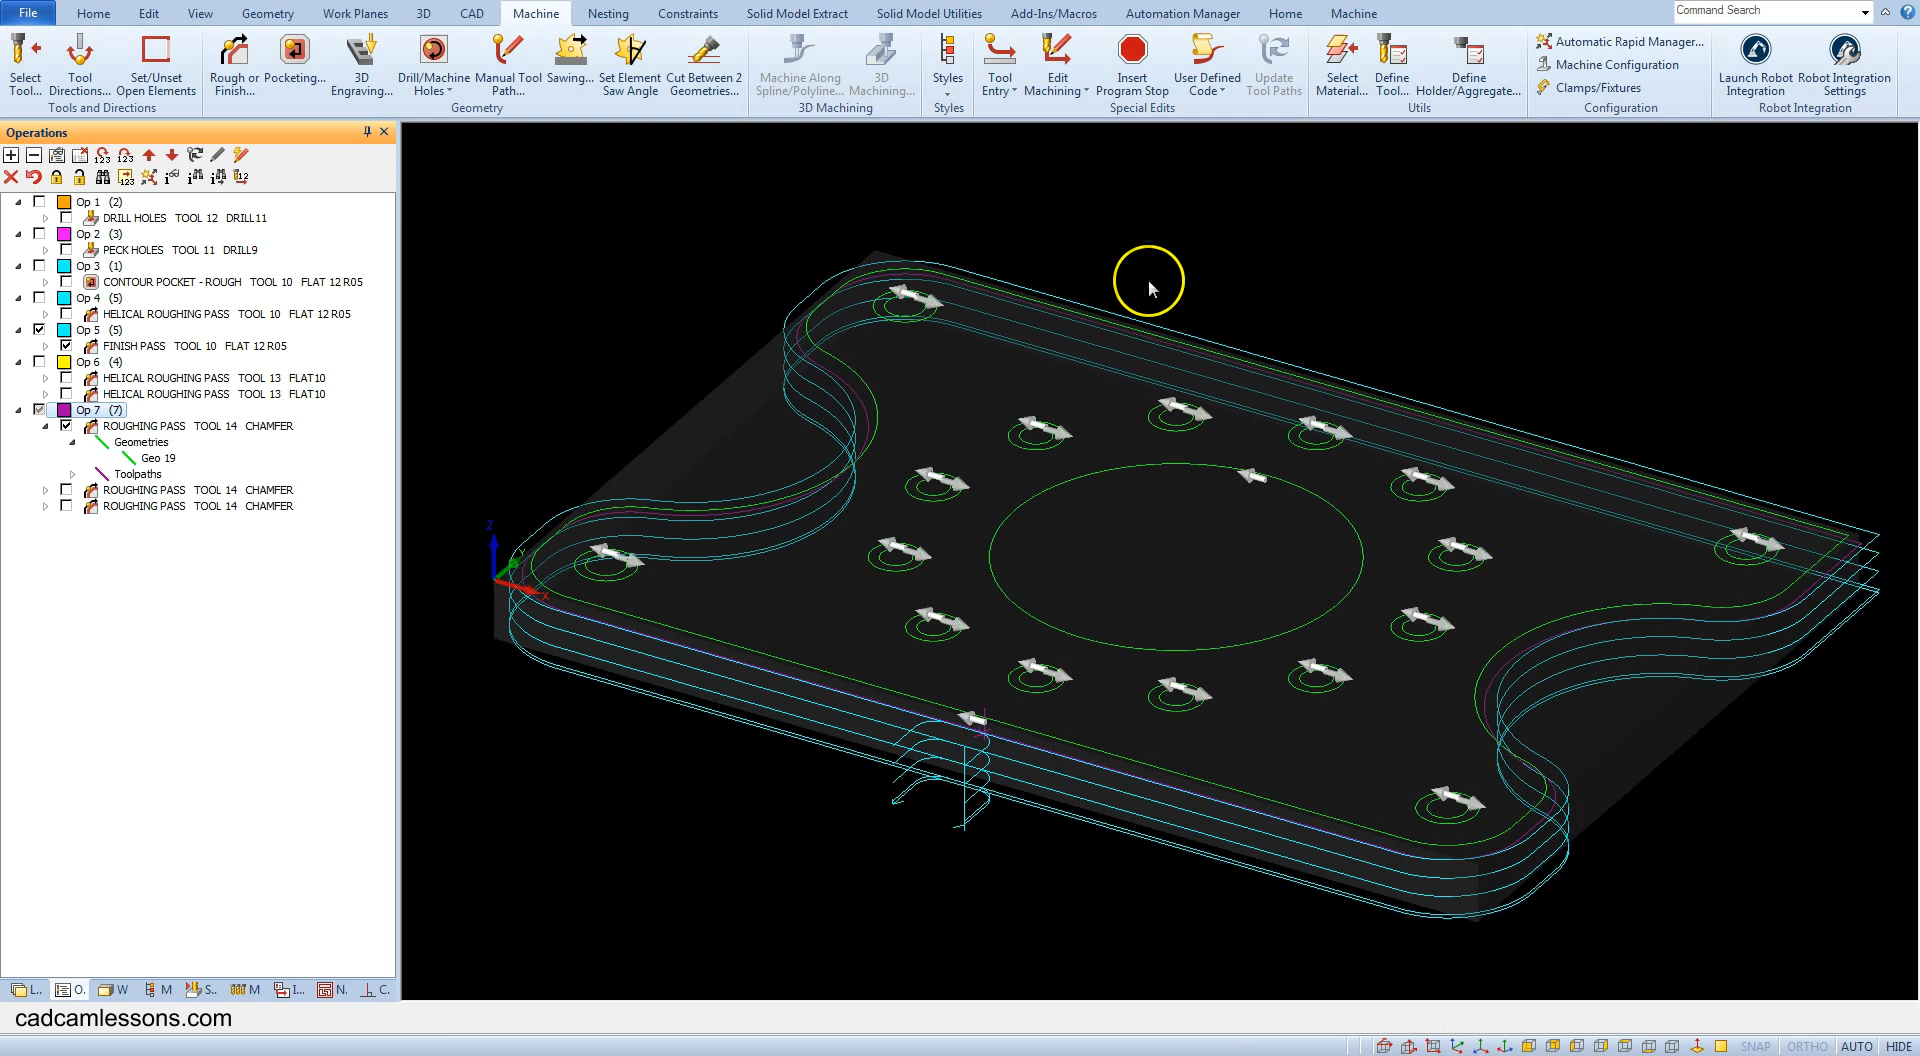 File Home Edit View Geometry Work Planes 3D CAD Machine Nesting Constraints Solid Model Extract Solid Model Utilities Add-Ins/Macros Automation Manager Home Machine Command Search
Select Tool... Tool Directions... Set/Unset Open Elements
Tools and Directions
Rough or Finish... Pocketing... 3D Engraving... Drill/Machine Holes Manual Tool Path... Sawing... Set Element Saw Angle Cut Between 2 Geometries...
Geometry
Machine Along Spline/Polyline... 3D Machining...
3D Machining
Styles
Styles
Tool Entry Edit Machining Insert Program Stop User Defined Code Update Tool Paths
Special Edits
Select Material... Define Tool... Define Holder/Aggregate...
Utils
Automatic Rapid Manager...
Machine Configuration
Clamps/Fixtures
Configuration
Launch Robot Integration Robot Integration Settings
Robot Integration
Operations
Op 1 (2)
DRILL HOLES TOOL 12 DRILL11
Op 2 (3)
PECK HOLES TOOL 11 DRILL9
Op 3 (1)
CONTOUR POCKET - ROUGH TOOL 10 FLAT 12 R05
Op 4 (5)
HELICAL ROUGHING PASS TOOL 10 FLAT 12 R05
Op 5 (5)
FINISH PASS TOOL 10 FLAT 12 R05
Op 6 (4)
HELICAL ROUGHING PASS TOOL 13 FLAT10
HELICAL ROUGHING PASS TOOL 13 FLAT10
Op 7 (7)
ROUGHING PASS TOOL 14 CHAMFER
Geometries
Geo 19
Toolpaths
ROUGHING PASS TOOL 14 CHAMFER
ROUGHING PASS TOOL 14 CHAMFER
Z
Y
X
L.. O. W M S.. M I... N. C.
cadcamlessons.com
SNAP ORTHO AUTO HIDE